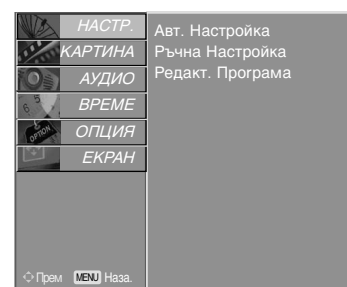 НАСТР.
КАРТИНА
АУДИО
ВРЕМЕ
ОПЦИЯ
ЕКРАН
Авт. Настройка
Ръчна Настройка
Редакт. Програма
Прем MENU Наза.